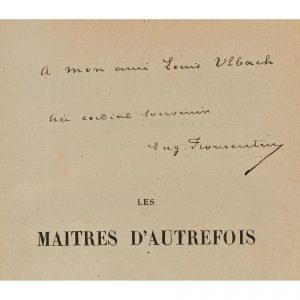 A mon ami Louis Ulbach
très cordial souvenir
Eug. Fromentin
LES
MAITRES D'AUTREFOIS